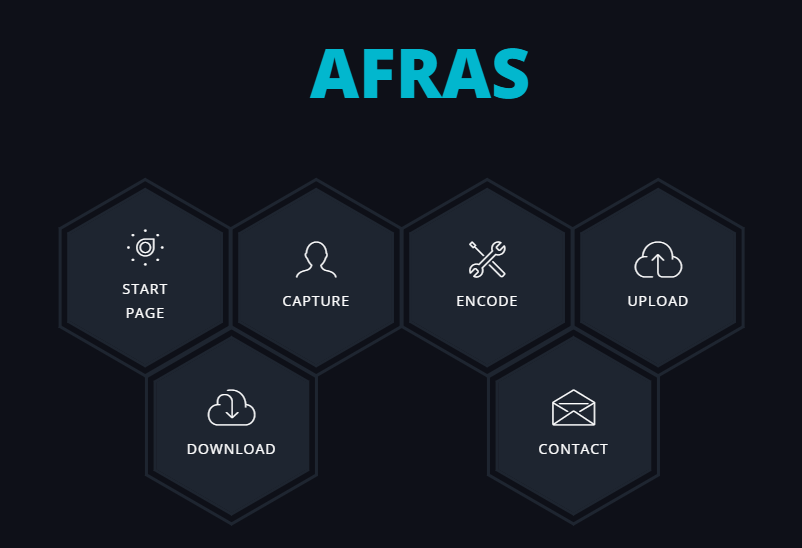 AFRAS
START
PAGE
CAPTURE
ENCODE
UPLOAD
DOWNLOAD
CONTACT